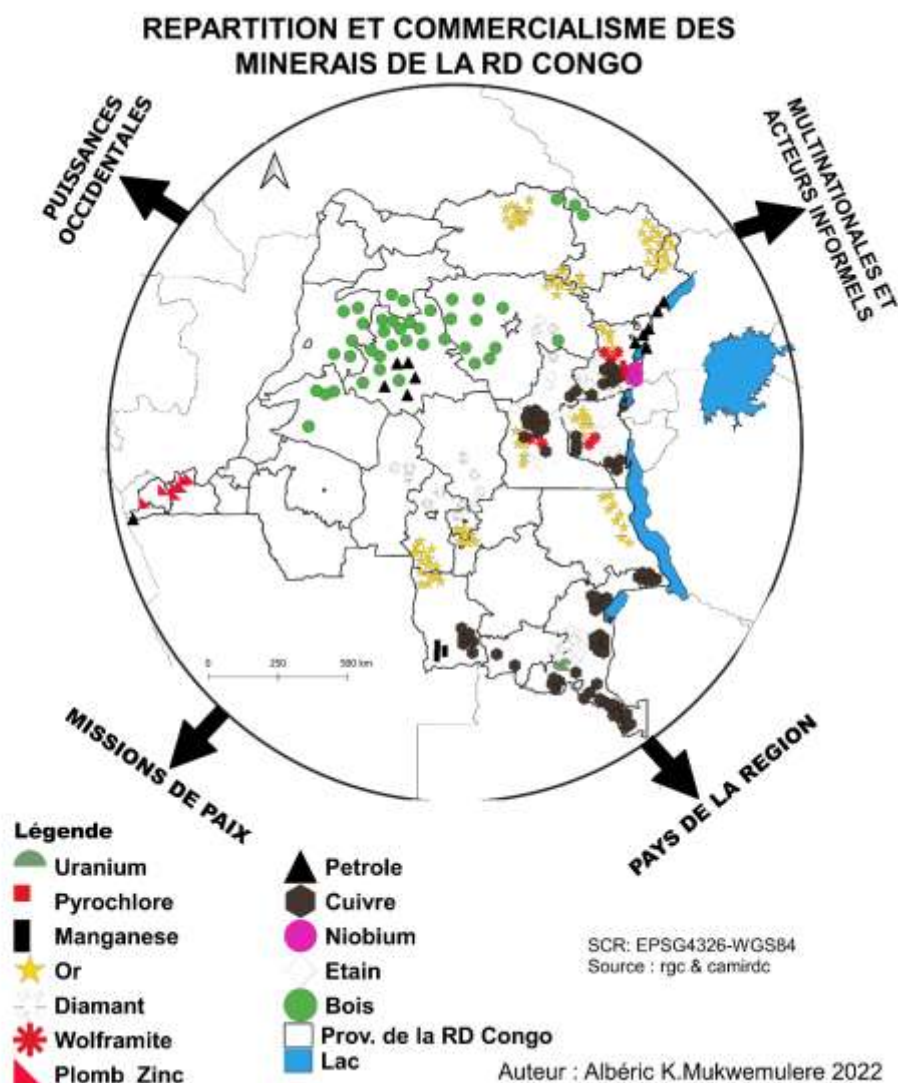 REPARTITION ET COMMERCIALISME DES
MINERAIS DE LA RD CONGO
PUISSANCES
OCCIDENTALES
MULTINATIONALES ET
ACTEURS INFORMELS
0 250 500 km
MISSIONS DE PAIX
PAYS DE LA REGION
Légende
Uranium
Pyrochlore
Manganese
Or
Diamant
Wolframite
Plomb_Zinc
Petrole
Cuivre
Niobium
Etain
Bois
Prov. de la RD Congo
Lac
SCR: EPSG4326-WGS84
Source : rgc & camirdc
Auteur : Albéric K.Mukwemulere 2022